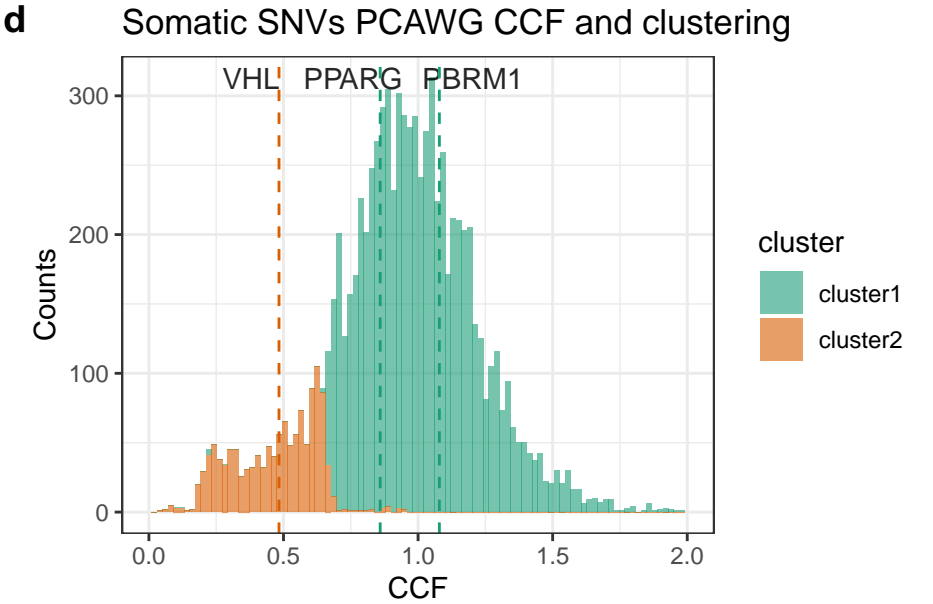 d
Somatic SNVs PCAWG CCF and clustering
VHL PPARG PBRM1
300
200
100
0
Counts
0.0 0.5 1.0 1.5 2.0
CCF
cluster
cluster1
cluster2